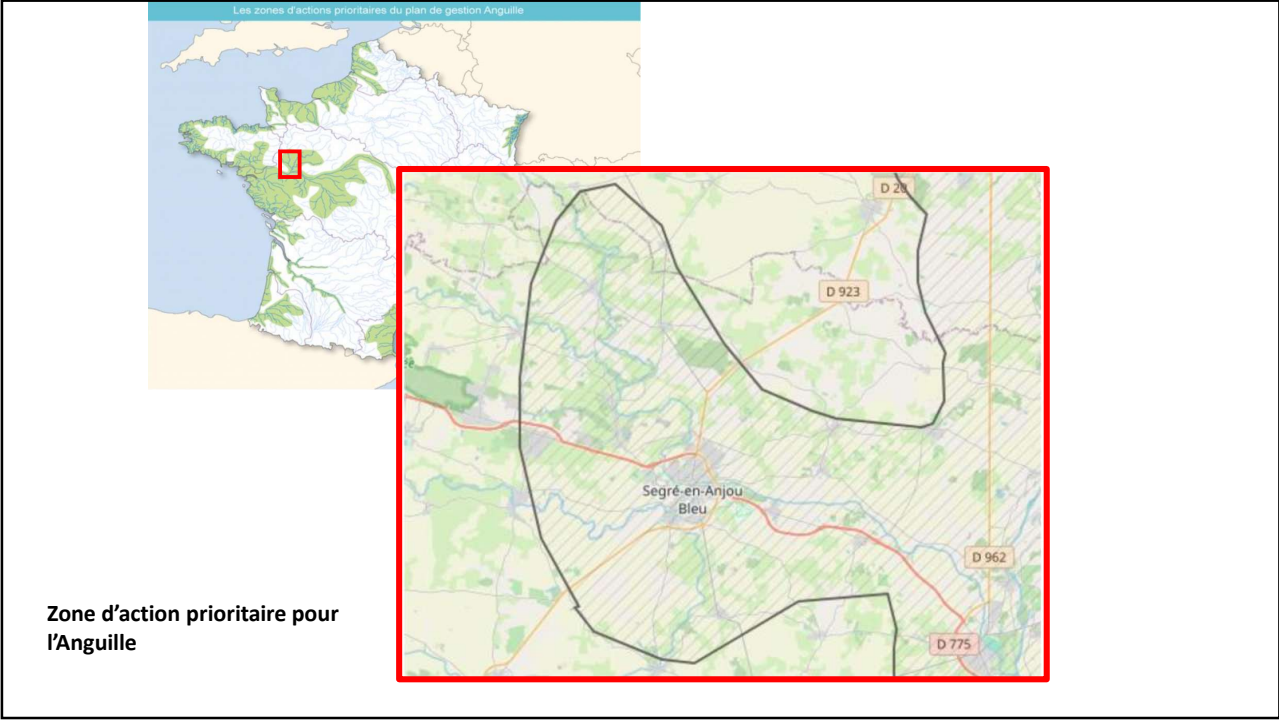 Les zones d'actions prioritaires du plan de gestion Anguille
D 20
D 923
Segré-en-Anjou
Bleu
D 962
D 775
Zone d’action prioritaire pour
l’Anguille